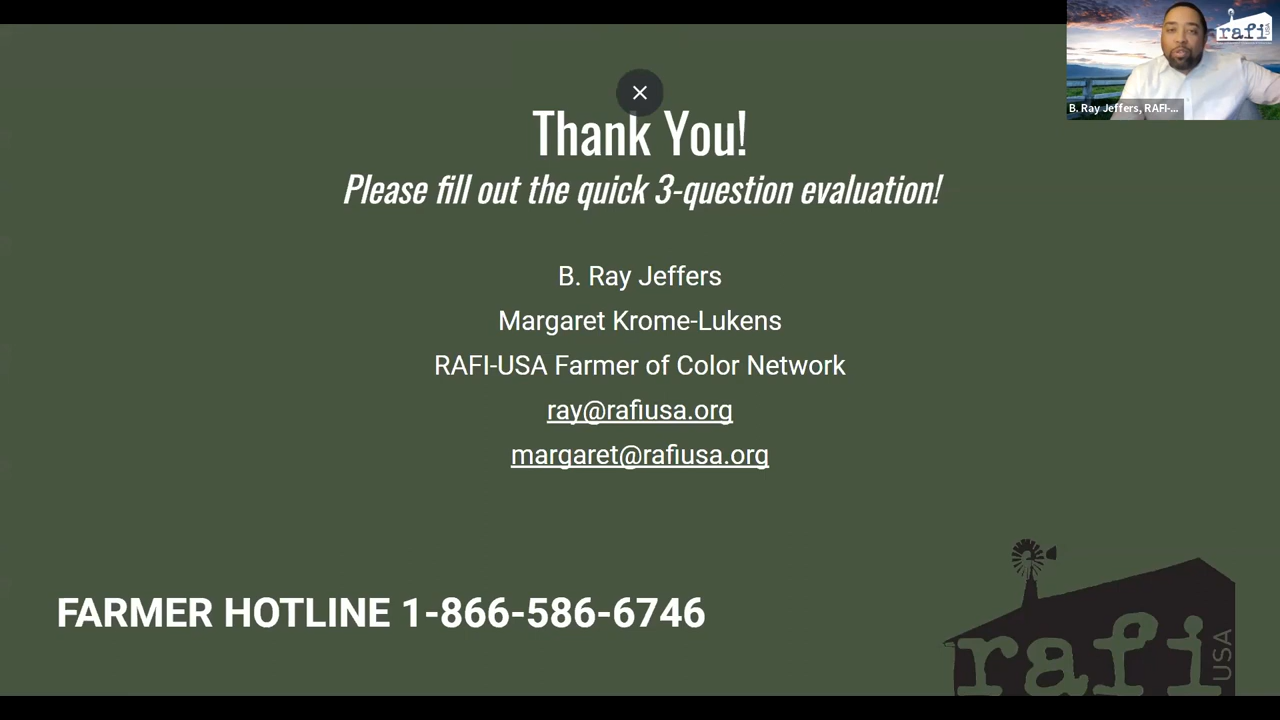 rafi
USA
B. Ray Jeffers, RAFI-...
Thank You!
Please fill out the quick 3-question evaluation!
B. Ray Jeffers
Margaret Krome-Lukens
RAFI-USA Farmer of Color Network
ray@rafiusa.org
margaret@rafiusa.org
FARMER HOTLINE 1-866-586-6746
rafi
USA